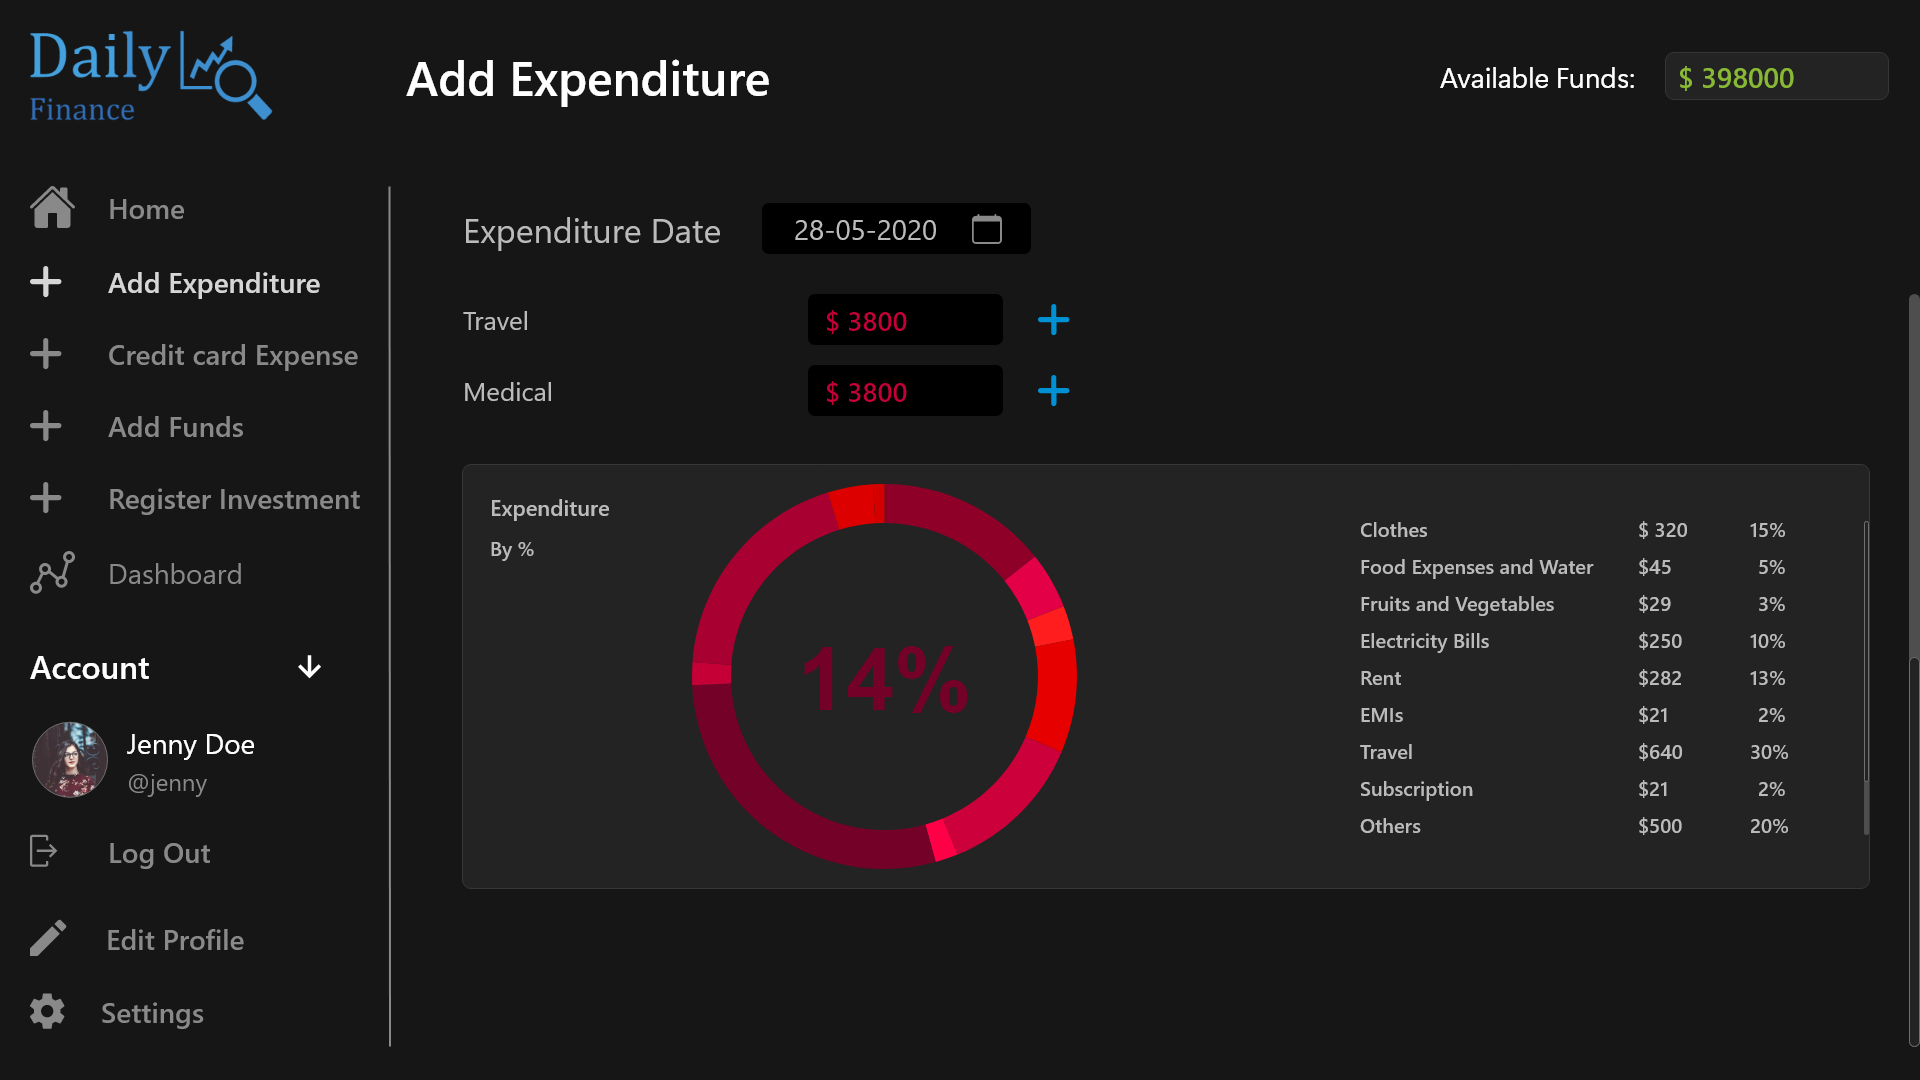 Daily
Finance
Add Expenditure
Available Funds:
$ 398000
Home
Add Expenditure
Credit card Expense
Add Funds
Register Investment
Dashboard
Account
Jenny Doe
@jenny
Log Out
Edit Profile
Settings
Expenditure Date
28-05-2020
Travel
$ 3800
Medical
$ 3800
Expenditure
By %
14%
Clothes $ 320 15%
Food Expenses and Water $45 5%
Fruits and Vegetables $29 3%
Electricity Bills $250 10%
Rent $282 13%
EMIs $21 2%
Travel $640 30%
Subscription $21 2%
Others $500 20%